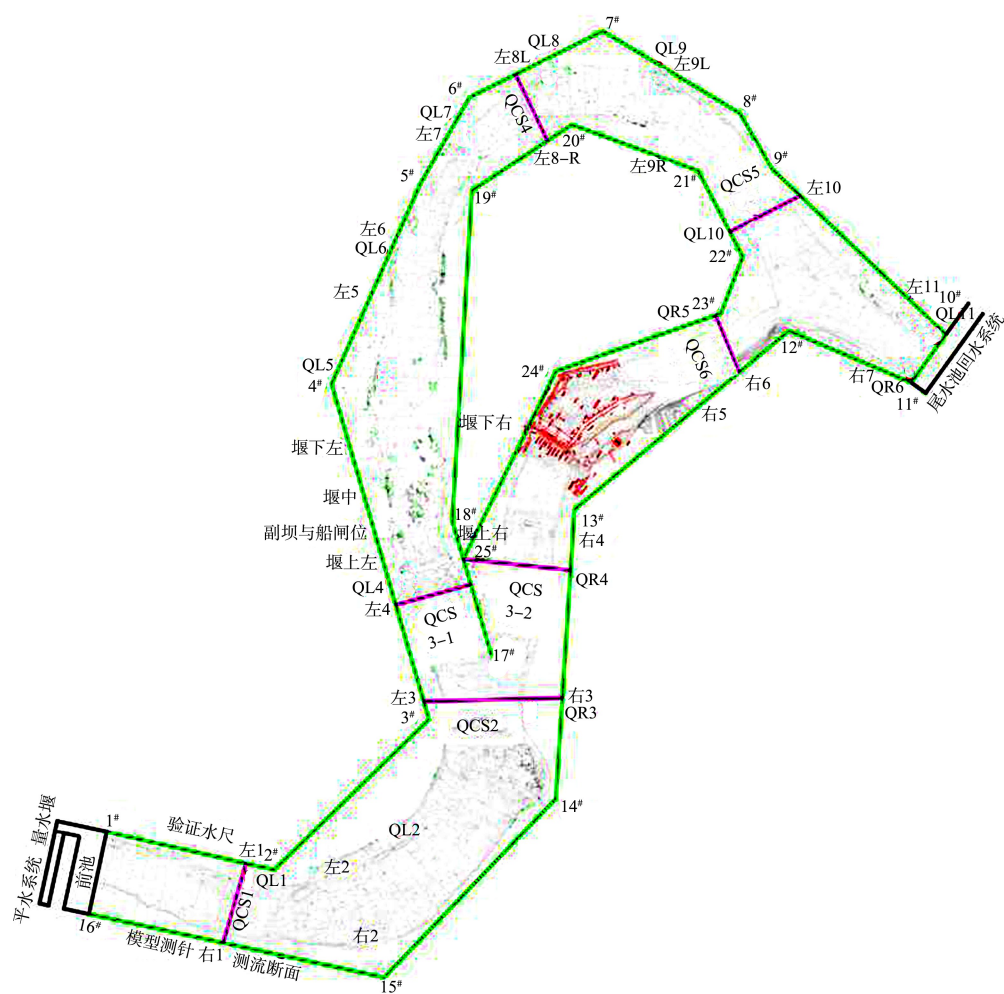 7#
QL8
QL9
左8L
左9L
6#
QCS4
8#
QL7
左7
20#
左8-R
左9R
9#
5#
21#
QCS5
左10
19#
左6
QL6
QL10
22#
左5
左11
10#
QL11
QR5
23#
尾水池回水系统
QCS6
12#
QL5
4#
24#
右6
右7
QR6
11#
右5
堰下右
堰下左
堰中
18#
13#
副坝与船闸位
堰上右
右4
25#
堰上左
QL4
QR4
左4
QCS
3-1
QCS
3-2
17#
左3
右3
3#
QCS2
QR3
14#
量水堰
1#
验证水尺
QL2
左1
2#
QL1
左2
平水系统
前池
QCS1
16#
模型测针
右1
测流断面
右2
15#